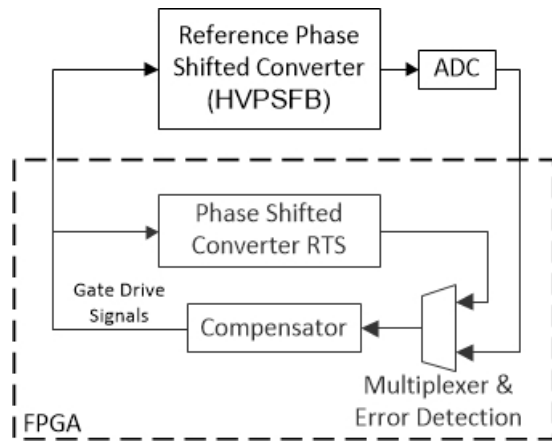 Reference Phase
Shifted Converter
(HVPSFB)
ADC
Phase Shifted
Converter RTS
Gate Drive
Signals
Compensator
Multiplexer &
Error Detection
FPGA